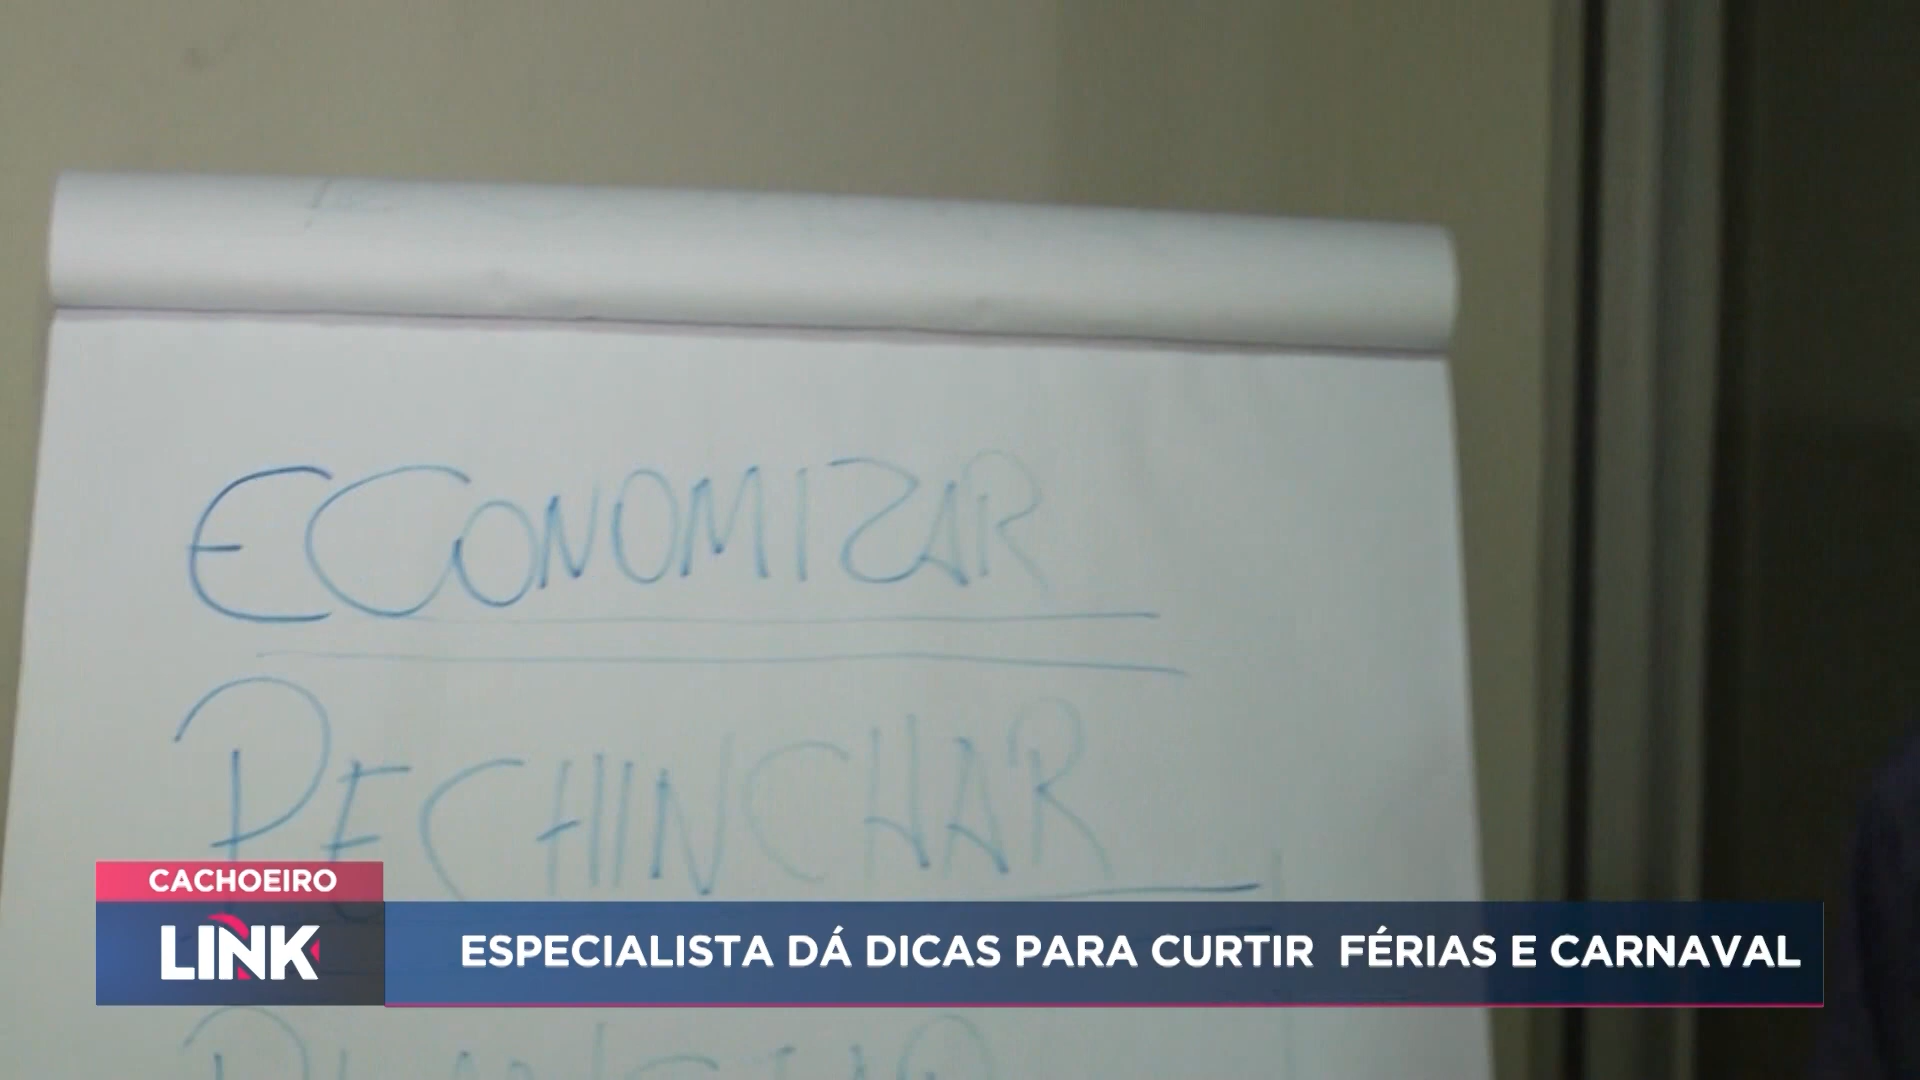 ECONOMIZAR
PECHINCHAR
CACHOEIRO
LINK
ESPECIALISTA DÁ DICAS PARA CURTIR FÉRIAS E CARNAVAL